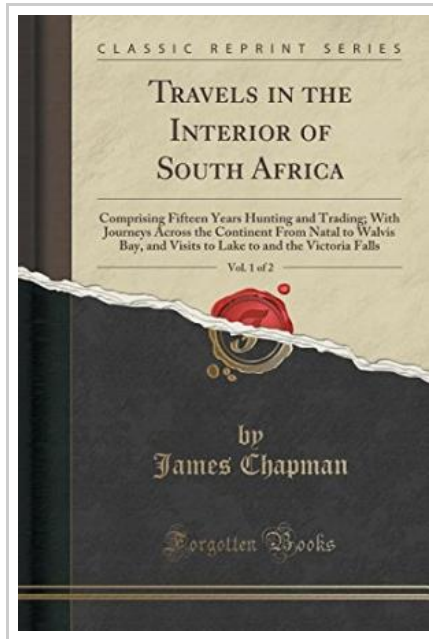 CLASSIC REPRINT SERIES
TRAVELS IN THE
INTERIOR OF
SOUTH AFRICA
Comprising Fifteen Years Hunting and Trading; With
Journeys Across the Continent From Natal to Walvis
Bay, and Visits to Lake to and the Victoria Falls
Vol. 1 of 2
by
James Chapman
Forgotten Books